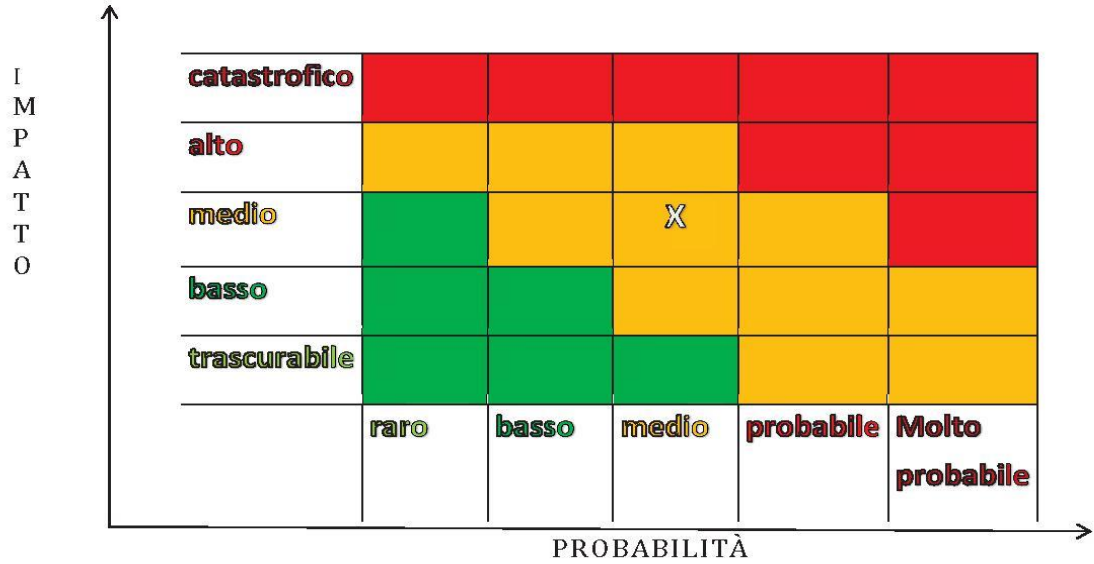 I
M
P
A
T
T
O
catastrofico
alto
medio
X
basso
trascurabile
raro basso medio probabile Molto
probabile
PROBABILITÀ